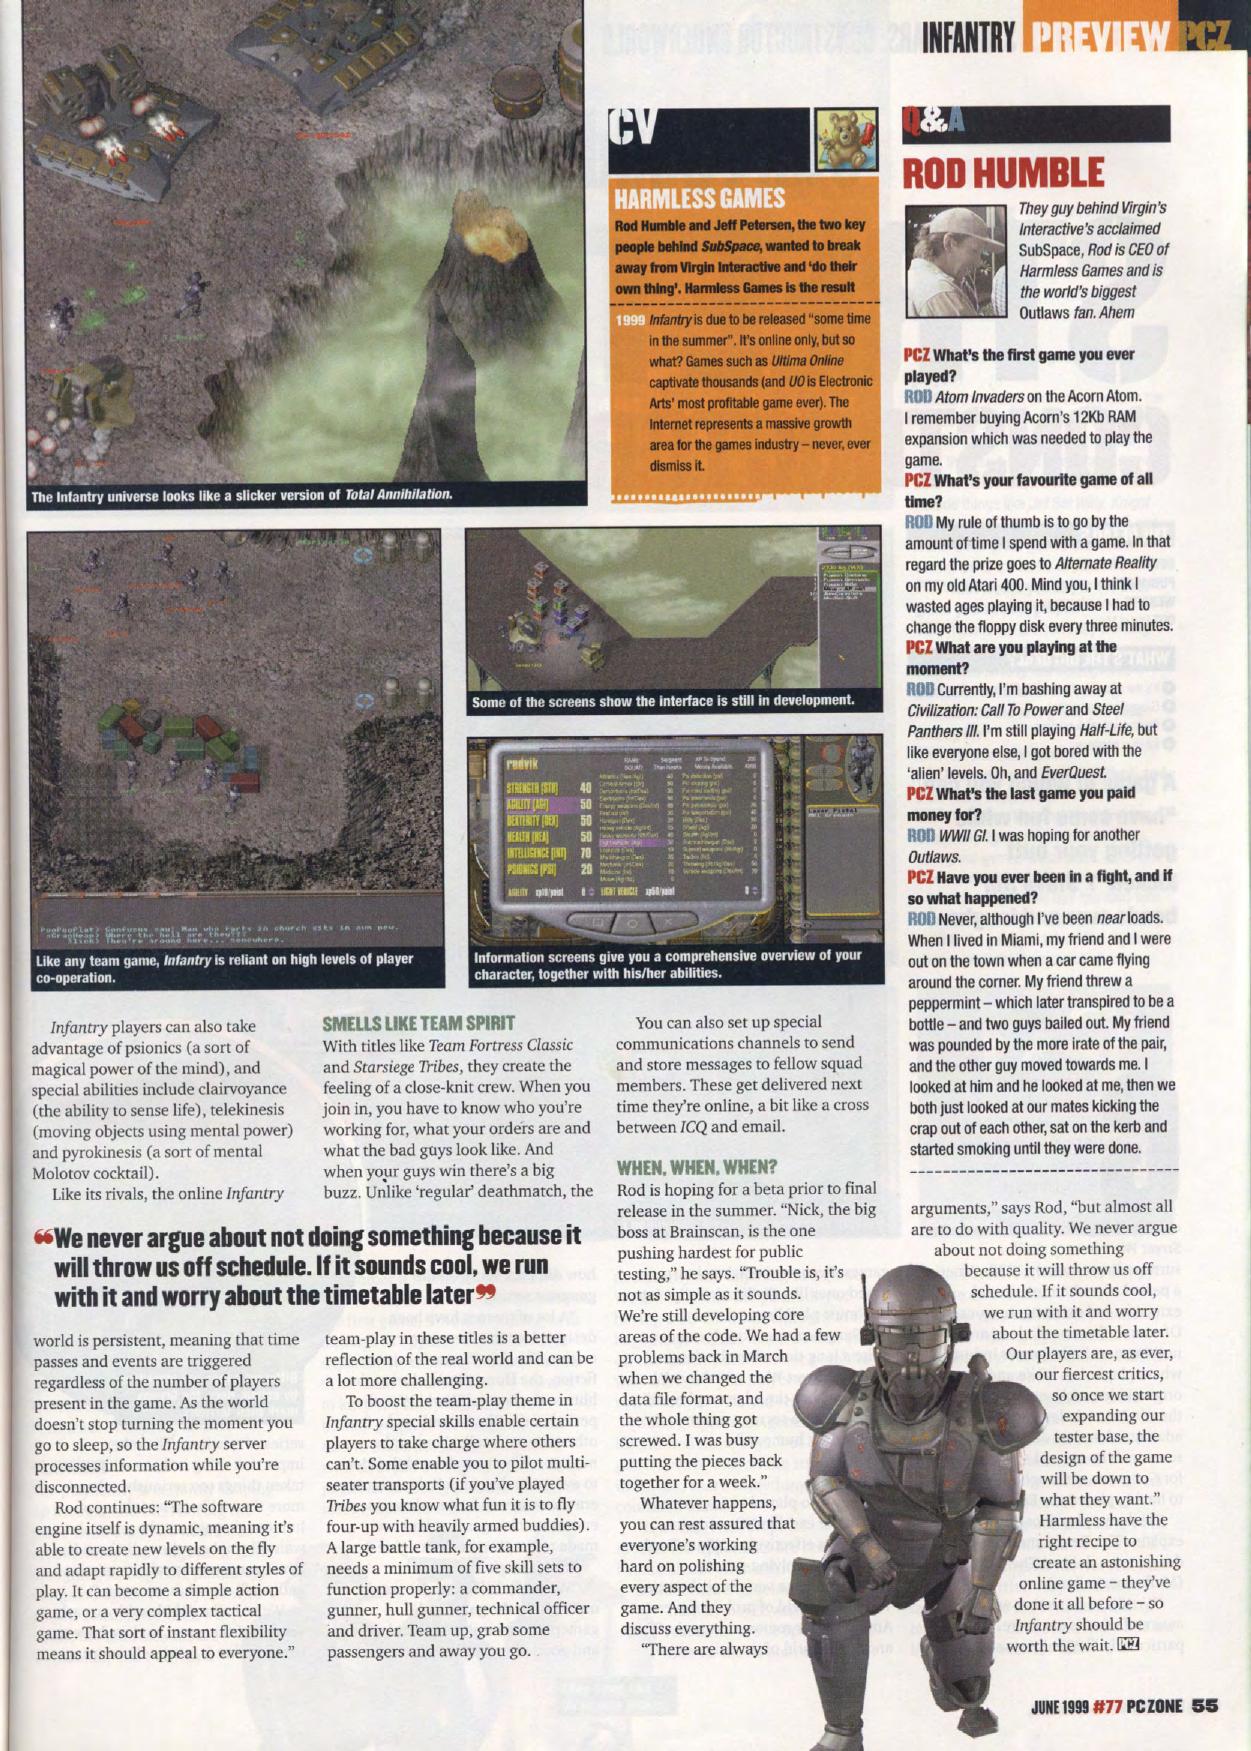 INFANTRY PREVIEW PCZ
The Infantry universe looks like a slicker version of Total Annihilation.
CV
HARMLESS GAMES
Rod Humble and Jeff Petersen, the two key
people behind SubSpace, wanted to break
away from Virgin Interactive and ‘do their
own thing’. Harmless Games is the result
1999 Infantry is due to be released “some time
in the summer”. It’s online only, but so
what? Games such as Ultima Online
captivate thousands (and UO is Electronic
Arts’ most profitable game ever). The
Internet represents a massive growth
area for the games industry – never, ever
dismiss it.
Like any team game, Infantry is reliant on high levels of player
co-operation.
Some of the screens show the interface is still in development.
rodvik
STRENGTH [STR] 40
AGILITY [AGI] 50
DEXTERITY [DEX] 50
HEALTH [HEA] 50
INTELLIGENCE [INT] 70
PSIONICS [PSI] 20
Information screens give you a comprehensive overview of your
character, together with his/her abilities.
Q&A
ROD HUMBLE
They guy behind Virgin’s
Interactive’s acclaimed
SubSpace, Rod is CEO of
Harmless Games and is
the world’s biggest
Outlaws fan. Ahem
PCZ What’s the first game you ever
played?
ROD Atom Invaders on the Acorn Atom.
I remember buying Acorn’s 12Kb RAM
expansion which was needed to play the
game.
PCZ What’s your favourite game of all
time?
ROD My rule of thumb is to go by the
amount of time I spend with a game. In that
regard the prize goes to Alternate Reality
on my old Atari 400. Mind you, I think I
wasted ages playing it, because I had to
change the floppy disk every three minutes.
PCZ What are you playing at the
moment?
ROD Currently, I’m bashing away at
Civilization: Call To Power and Steel
Panthers III. I’m still playing Half-Life, but
like everyone else, I got bored with the
‘alien’ levels. Oh, and EverQuest.
PCZ What’s the last game you paid
money for?
ROD WWII GI. I was hoping for another
Outlaws.
PCZ Have you ever been in a fight, and if
so what happened?
ROD Never, although I’ve been near loads.
When I lived in Miami, my friend and I were
out on the town when a car came flying
around the corner. My friend threw a
peppermint – which later transpired to be a
bottle – and two guys bailed out. My friend
was pounded by the more irate of the pair,
and the other guy moved towards me. I
looked at him and he looked at me, then we
both just looked at our mates kicking the
crap out of each other, sat on the kerb and
started smoking until they were done.
Infantry players can also take
advantage of psionics (a sort of
magical power of the mind), and
special abilities include clairvoyance
(the ability to sense life), telekinesis
(moving objects using mental power)
and pyrokinesis (a sort of mental
Molotov cocktail).
Like its rivals, the online Infantry
“We never argue about not doing something because it
will throw us off schedule. If it sounds cool, we run
with it and worry about the timetable later”
world is persistent, meaning that time
passes and events are triggered
regardless of the number of players
present in the game. As the world
doesn’t stop turning the moment you
go to sleep, so the Infantry server
processes information while you’re
disconnected.
Rod continues: “The software
engine itself is dynamic, meaning it’s
able to create new levels on the fly
and adapt rapidly to different styles of
play. It can become a simple action
game, or a very complex tactical
game. That sort of instant flexibility
means it should appeal to everyone.”
SMELLS LIKE TEAM SPIRIT
With titles like Team Fortress Classic
and Starsiege Tribes, they create the
feeling of a close-knit crew. When you
join in, you have to know who you’re
working for, what your orders are and
what the bad guys look like. And
when your guys win there’s a big
buzz. Unlike ‘regular’ deathmatch, the
team-play in these titles is a better
reflection of the real world and can be
a lot more challenging.
To boost the team-play theme in
Infantry special skills enable certain
players to take charge where others
can’t. Some enable you to pilot multi-
seater transports (if you’ve played
Tribes you know what fun it is to fly
four-up with heavily armed buddies).
A large battle tank, for example,
needs a minimum of five skill sets to
function properly: a commander,
gunner, hull gunner, technical officer
and driver. Team up, grab some
passengers and away you go.
You can also set up special
communications channels to send
and store messages to fellow squad
members. These get delivered next
time they’re online, a bit like a cross
between ICQ and email.
WHEN, WHEN, WHEN?
Rod is hoping for a beta prior to final
release in the summer. “Nick, the big
boss at Brainscan, is the one
pushing hardest for public
testing,” he says. “Trouble is, it’s
not as simple as it sounds.
We’re still developing core
areas of the code. We had a few
problems back in March
when we changed the
data file format, and
the whole thing got
screwed. I was busy
putting the pieces back
together for a week.”
Whatever happens,
you can rest assured that
everyone’s working
hard on polishing
every aspect of the
game. And they
discuss everything.
“There are always
arguments,” says Rod, “but almost all
are to do with quality. We never argue
about not doing something
because it will throw us off
schedule. If it sounds cool,
we run with it and worry
about the timetable later.
Our players are, as ever,
our fiercest critics,
so once we start
expanding our
tester base, the
design of the game
will be down to
what they want.”
Harmless have the
right recipe to
create an astonishing
online game – they’ve
done it all before – so
Infantry should be
worth the wait. PCZ
JUNE 1999 #77 PC ZONE 55